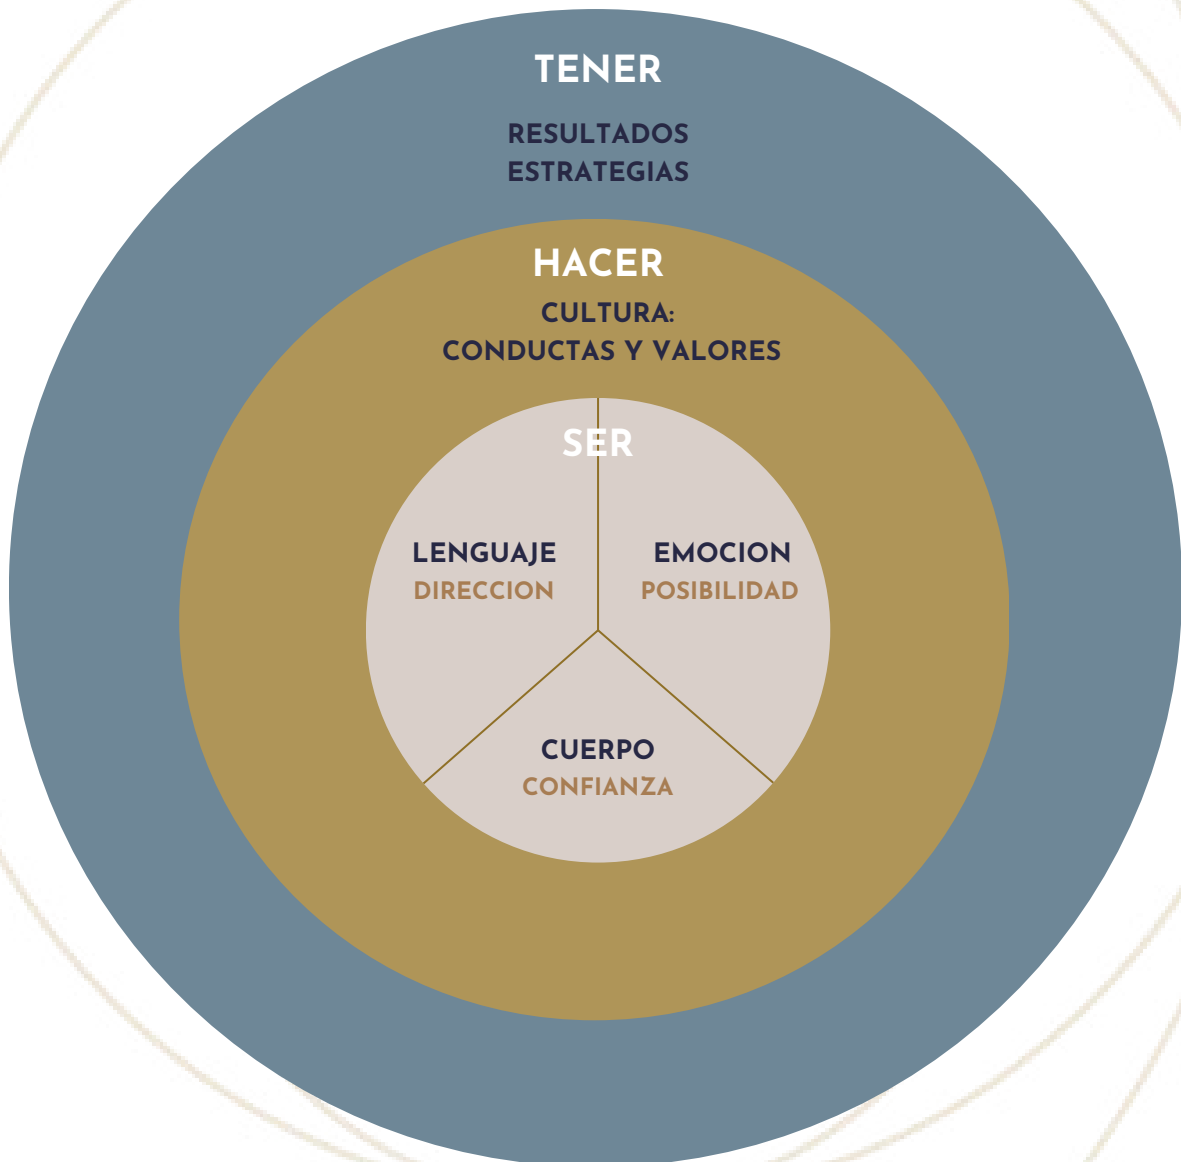 TENER
RESULTADOS
ESTRATEGIAS
HACER
CULTURA:
CONDUCTAS Y VALORES
SER
LENGUAJE
DIRECCION
EMOCION
POSIBILIDAD
CUERPO
CONFIANZA